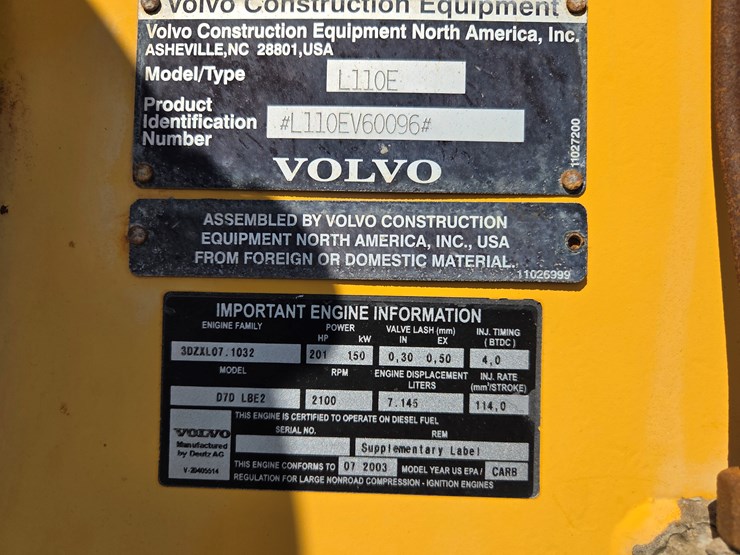 Volvo Construction Equipment
Volvo Construction Equipment North America, Inc.
ASHEVILLE,NC 28801,USA
Model/Type L110E
Product Identification Number #L110EV60096#
VOLVO
11027200
ASSEMBLED BY VOLVO CONSTRUCTION
EQUIPMENT NORTH AMERICA, INC., USA
FROM FOREIGN OR DOMESTIC MATERIAL.
11026999
IMPORTANT ENGINE INFORMATION
ENGINE FAMILY POWER VALVE LASH (mm) INJ. TIMING
HP kW IN EX (BTDC)
3DZXL07.1032 201 150 0,30 0,50 4,0
MODEL RPM ENGINE DISPLACEMENT INJ. RATE
LITERS (mm³/STROKE)
D7D LBE2 2100 7.145 114,0
THIS ENGINE IS CERTIFIED TO OPERATE ON DIESEL FUEL
SERIAL NO. REM
VOLVO
Manufactured
by Deutz AG
Supplementary Label
V-20405514
THIS ENGINE CONFORMS TO 07 2003 MODEL YEAR US EPA/ CARB
REGULATION FOR LARGE NONROAD COMPRESSION - IGNITION ENGINES